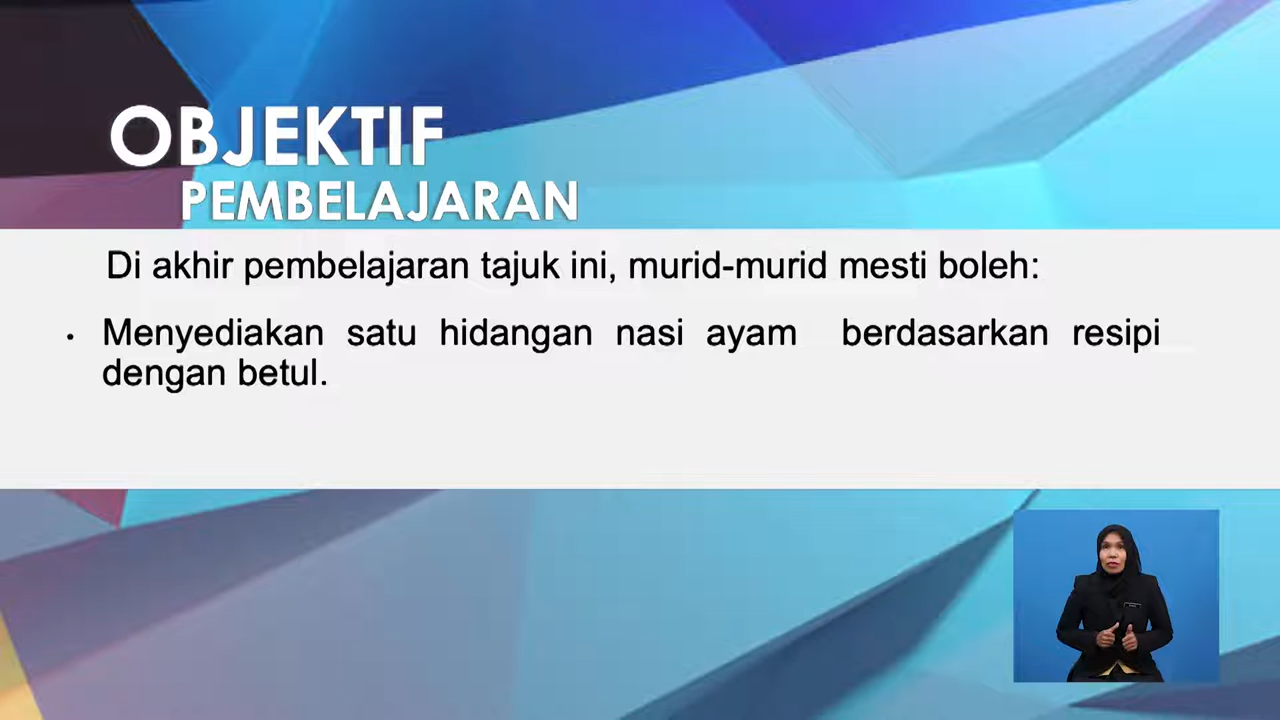 OBJEKTIF
PEMBELAJARAN
Di akhir pembelajaran tajuk ini, murid-murid mesti boleh:
• Menyediakan satu hidangan nasi ayam berdasarkan resipi
dengan betul.